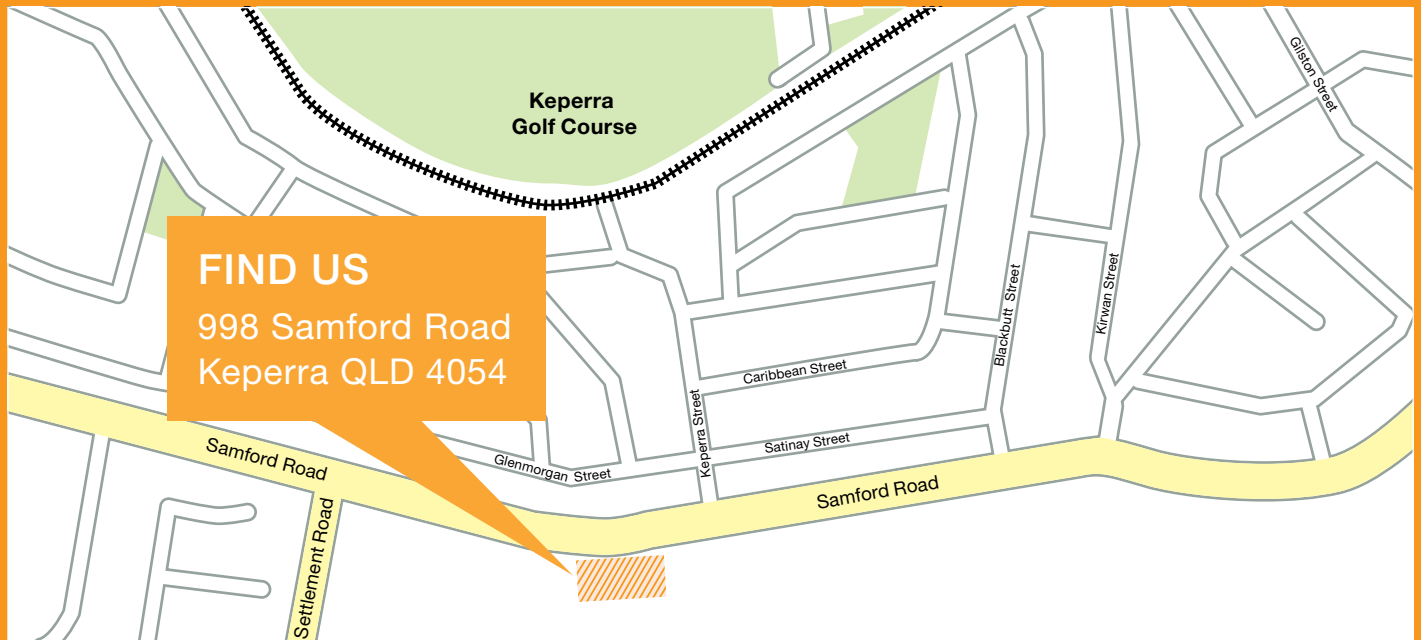 Gilston Street
Keperra
Golf Course
FIND US
998 Samford Road
Keperra QLD 4054
Blackbutt Street
Kirwan Street
Caribbean Street
Keperra Street
Satinay Street
Samford Road
Glenmorgan Street
Samford Road
Settlement Road